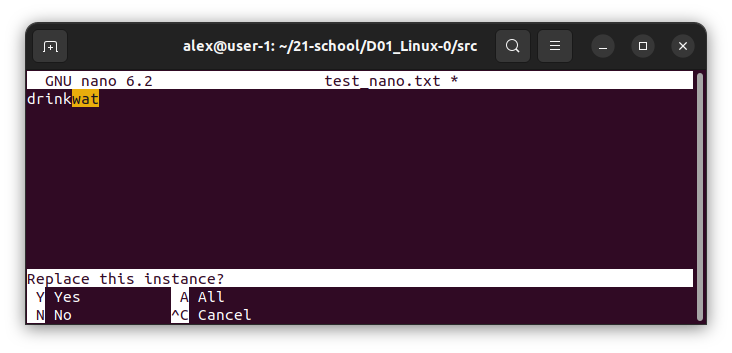 alex@user-1: ~/21-school/D01_Linux-0/src
GNU nano 6.2 test_nano.txt *
drinkwat
Replace this instance?
Y Yes A All
N No ^C Cancel